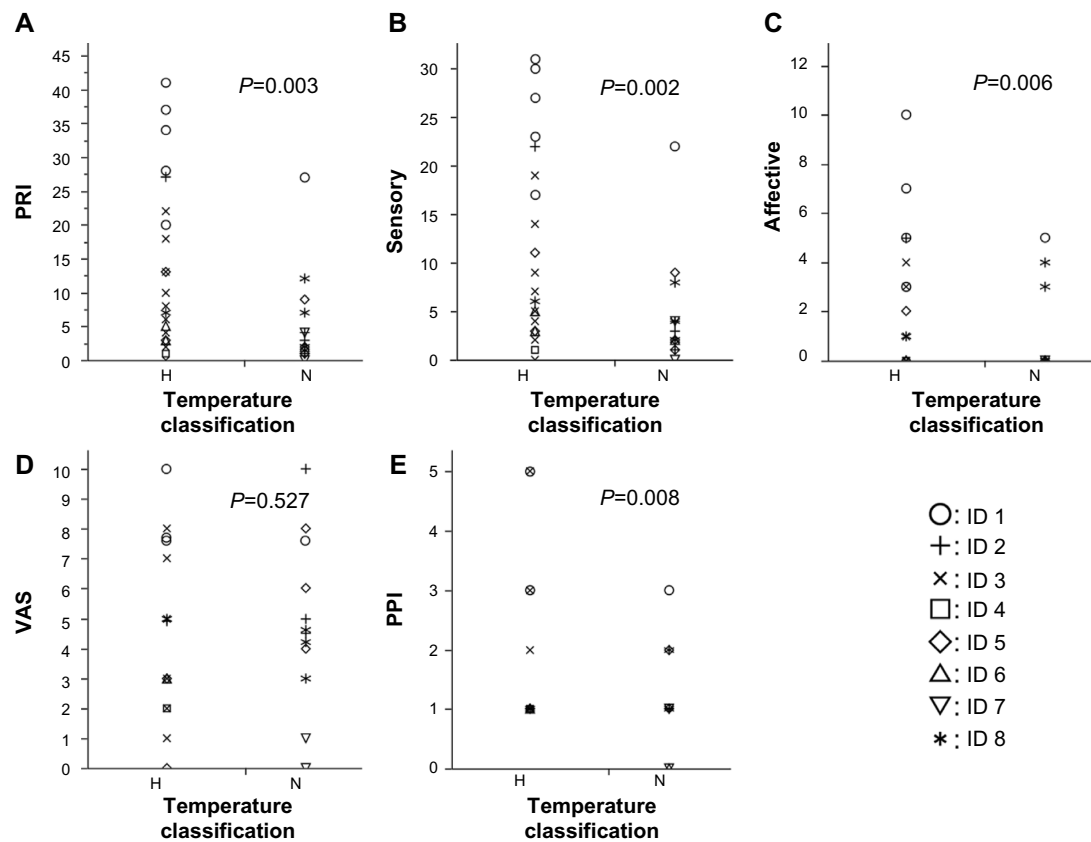 A
PRI
45
40
35
30
25
20
15
10
5
0
P=0.003
H N
Temperature
classification
B
Sensory
30
25
20
15
10
5
0
P=0.002
H N
Temperature
classification
C
Affective
12
10
8
6
4
2
0
P=0.006
H N
Temperature
classification
D
VAS
10
9
8
7
6
5
4
3
2
1
0
P=0.527
H N
Temperature
classification
E
PPI
5
4
3
2
1
0
P=0.008
H N
Temperature
classification
: ID 1
: ID 2
: ID 3
: ID 4
: ID 5
: ID 6
: ID 7
: ID 8